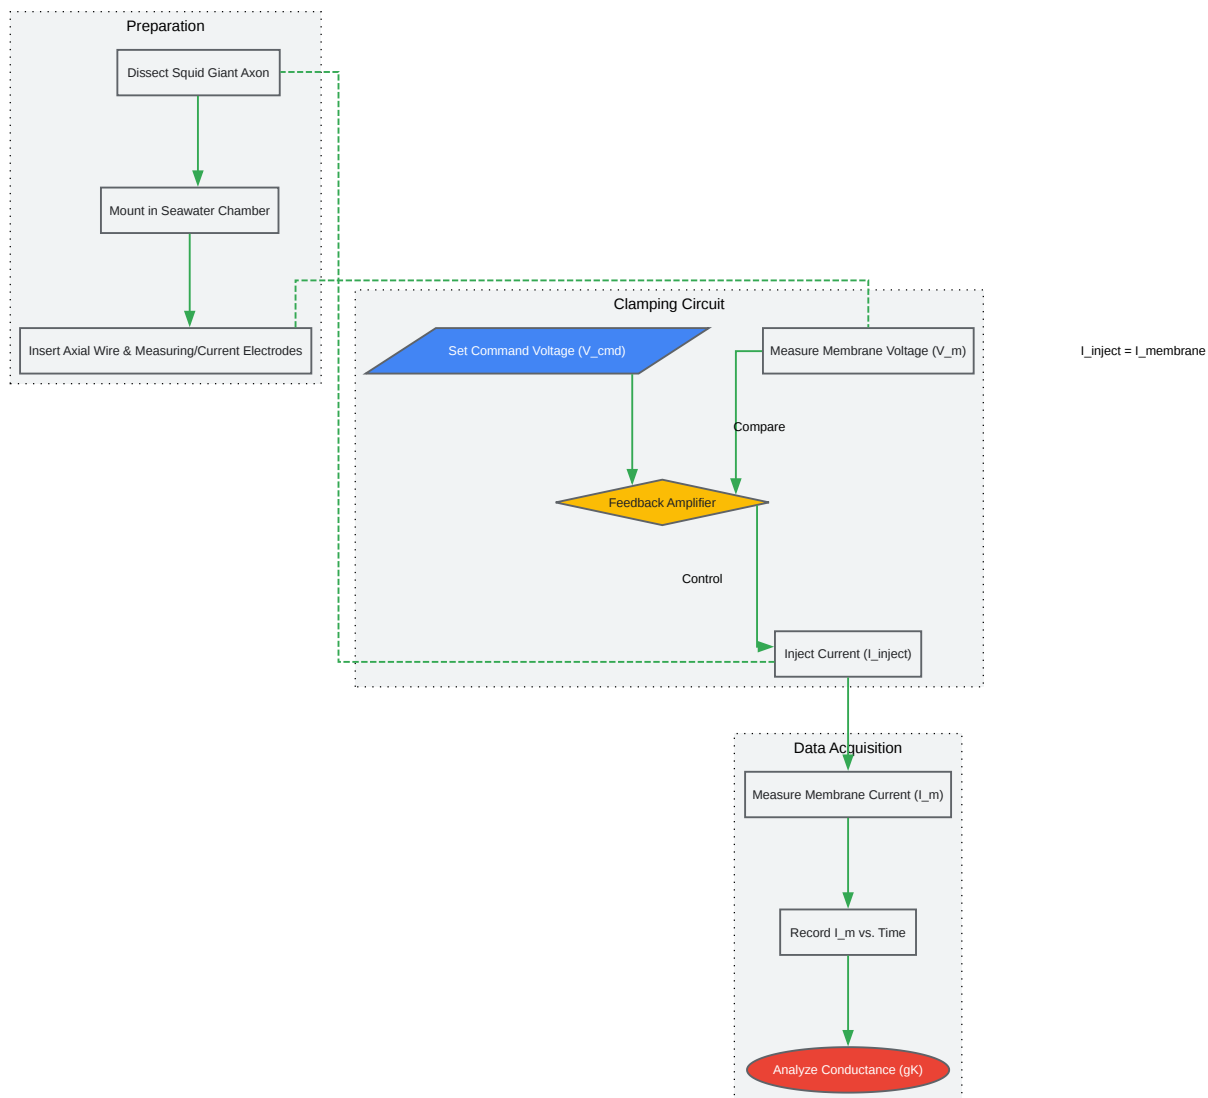 Preparation
Dissect Squid Giant Axon
Mount in Seawater Chamber
Insert Axial Wire & Measuring/Current Electrodes
Clamping Circuit
Set Command Voltage (V_cmd)
Measure Membrane Voltage (V_m)
I_inject = I_membrane
Compare
Feedback Amplifier
Control
Inject Current (I_inject)
Data Acquisition
Measure Membrane Current (I_m)
Record I_m vs. Time
Analyze Conductance (gK)